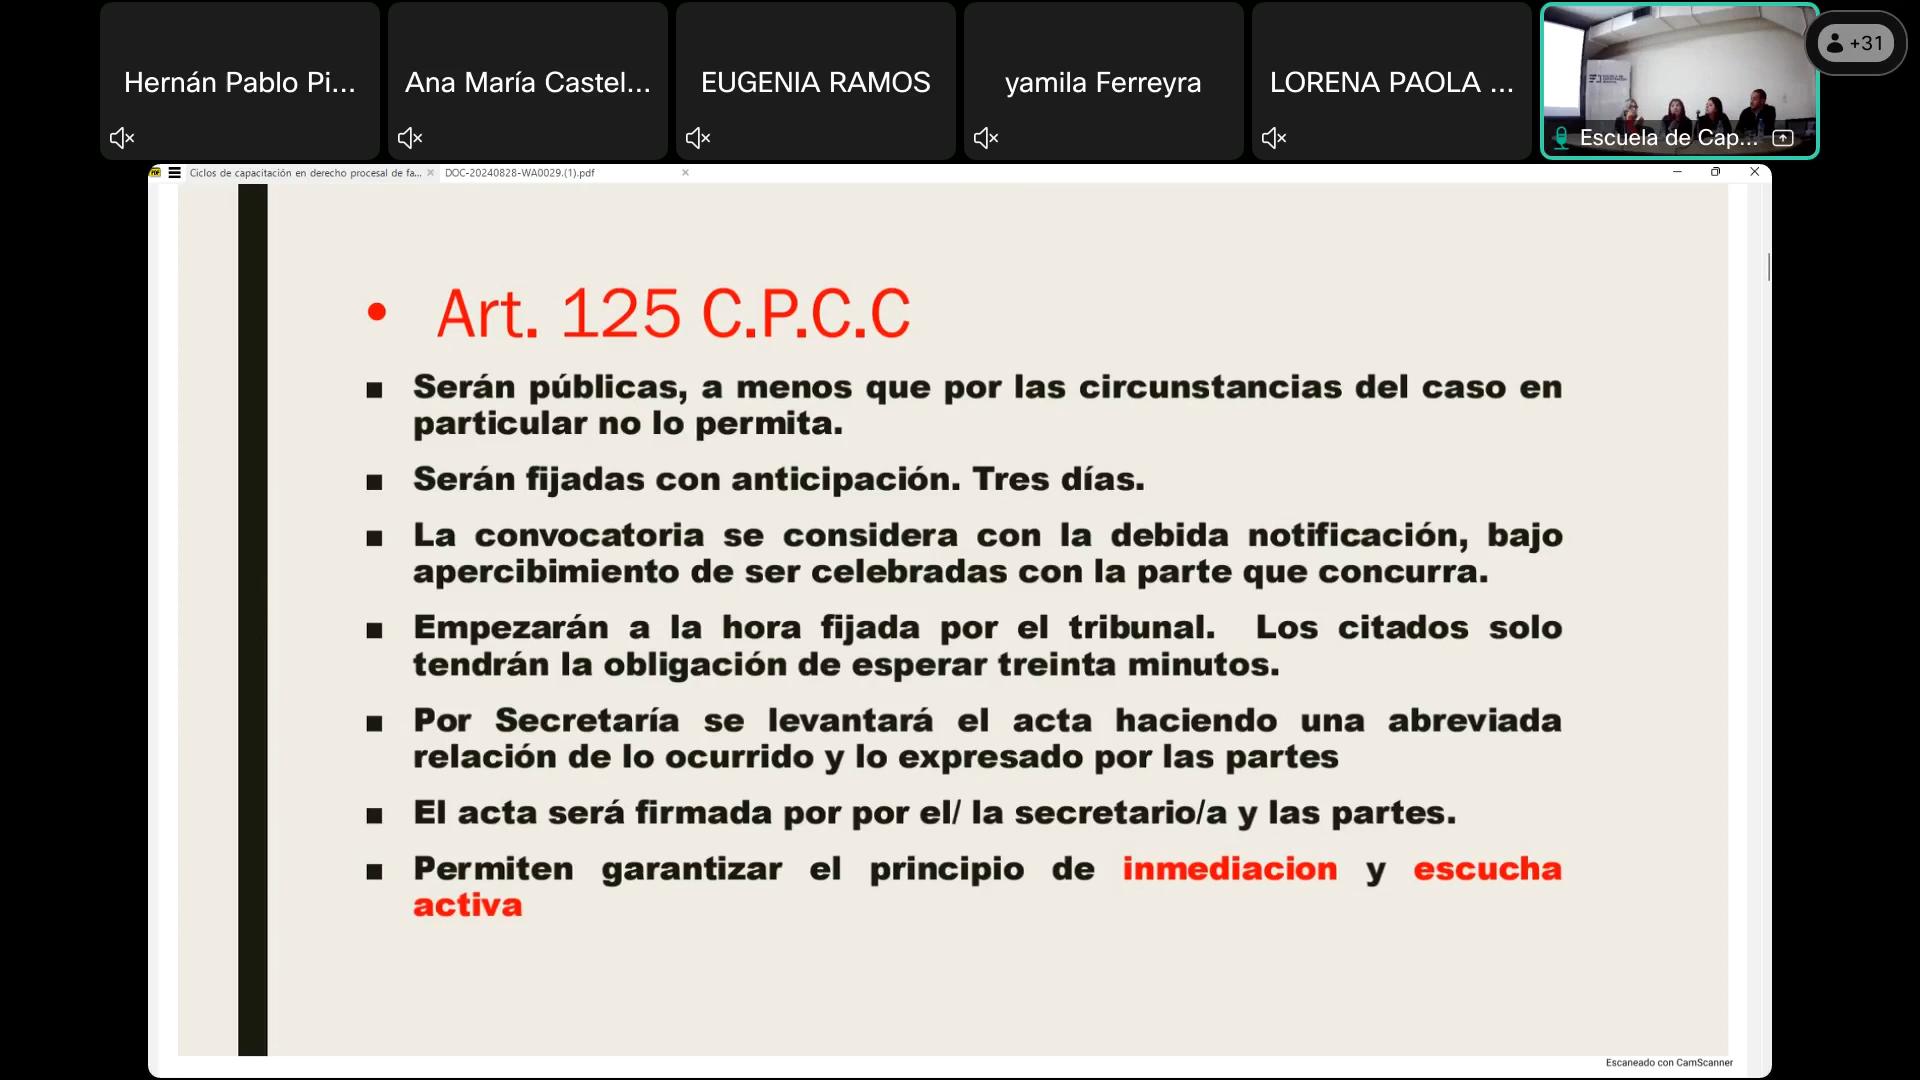 Hernán Pablo Pi...
Ana María Castel...
EUGENIA RAMOS
yamila Ferreyra
LORENA PAOLA ...
Escuela de Cap...
+31
Ciclos de capacitación en derecho procesal de fa...
DOC-20240828-WA0029.(1).pdf
• Art. 125 C.P.C.C
■ Serán públicas, a menos que por las circunstancias del caso en
particular no lo permita.
■ Serán fijadas con anticipación. Tres días.
■ La convocatoria se considera con la debida notificación, bajo
apercibimiento de ser celebradas con la parte que concurra.
■ Empezarán a la hora fijada por el tribunal. Los citados solo
tendrán la obligación de esperar treinta minutos.
■ Por Secretaría se levantará el acta haciendo una abreviada
relación de lo ocurrido y lo expresado por las partes
■ El acta será firmada por por el/ la secretario/a y las partes.
■ Permiten garantizar el principio de inmediacion y escucha
activa
Escaneado con CamScanner